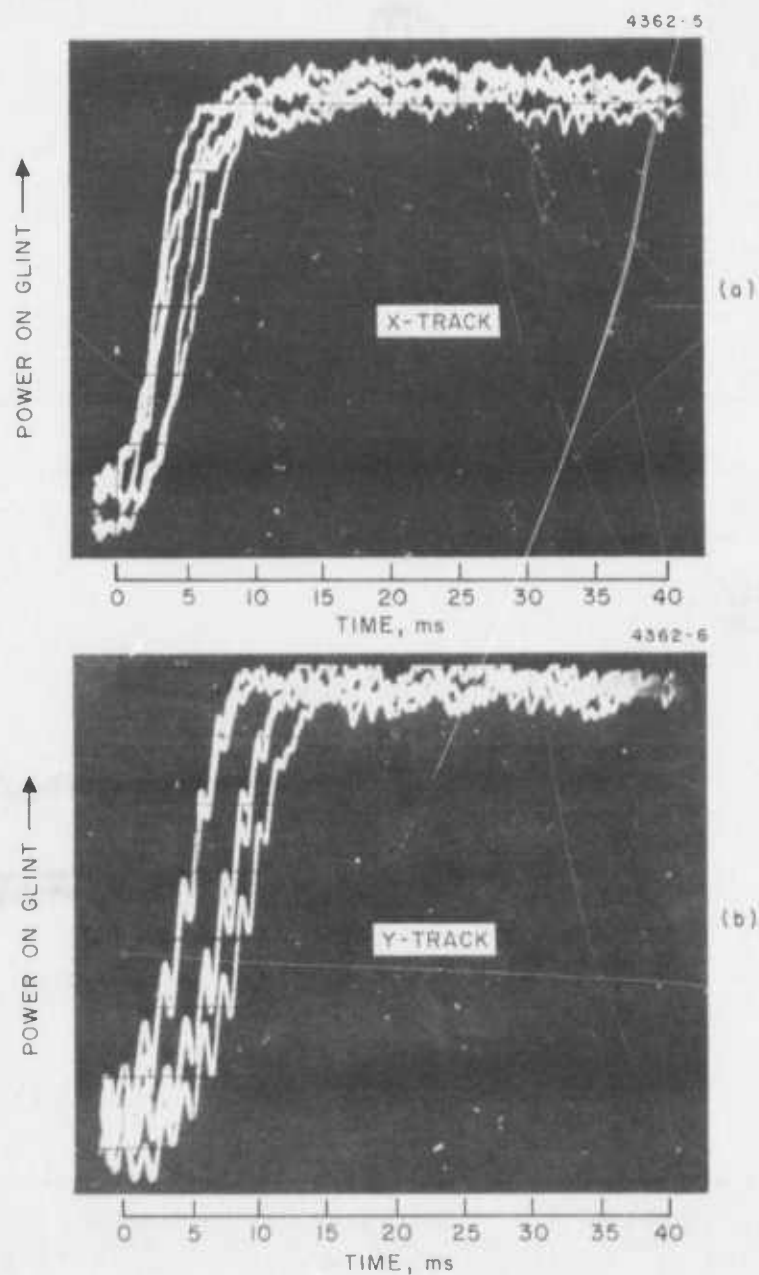 4362-5
POWER ON GLINT
X-TRACK
(a)
0 5 10 15 20 25 30 35 40
TIME, ms
4362-6
POWER ON GLINT
Y-TRACK
(b)
0 5 10 15 20 25 30 35 40
TIME, ms